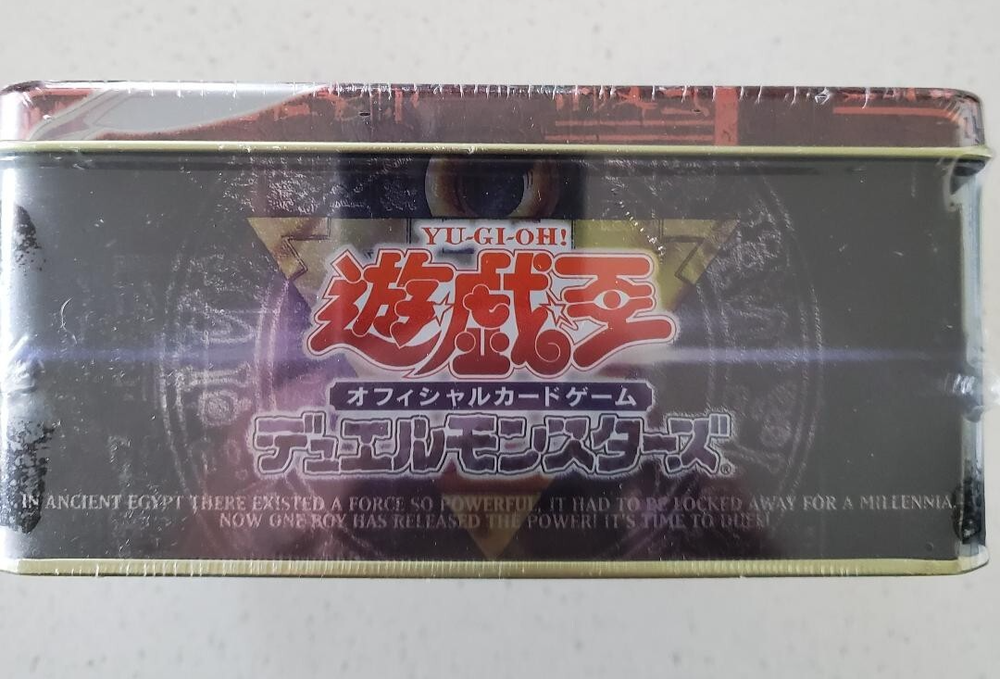 YU-GI-OH!
遊戯王
オフィシャルカードゲーム
デュエルモンスターズ®
IN ANCIENT EGYPT THERE EXISTED A FORCE SO POWERFUL, IT HAD TO BE LOCKED AWAY FOR A MILLENNIA,
NOW ONE BOY HAS RELEASED THE POWER! IT'S TIME TO DUEL!